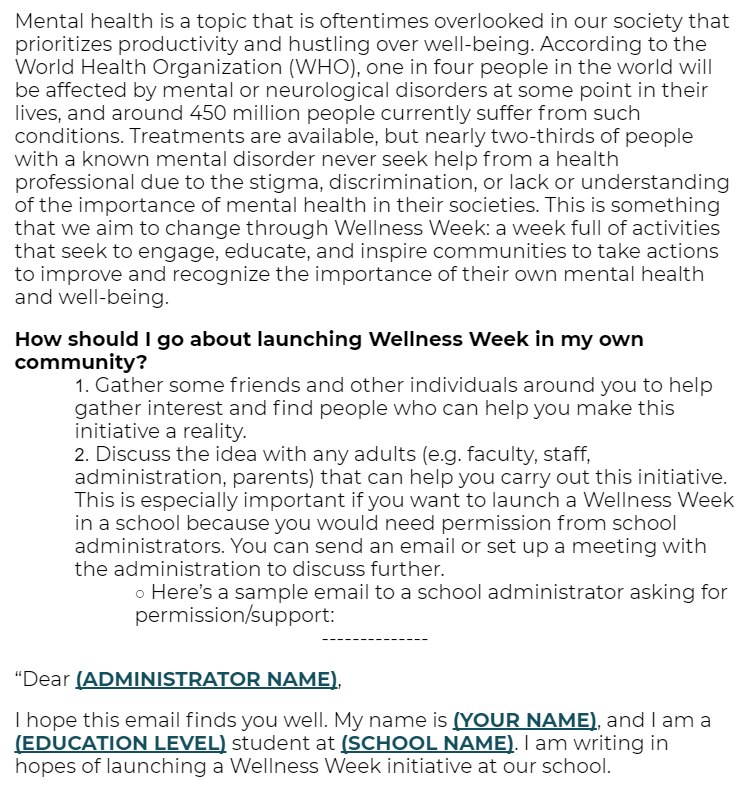 Mental health is a topic that is oftentimes overlooked in our society that
prioritizes productivity and hustling over well-being. According to the
World Health Organization (WHO), one in four people in the world will
be affected by mental or neurological disorders at some point in their
lives, and around 450 million people currently suffer from such
conditions. Treatments are available, but nearly two-thirds of people
with a known mental disorder never seek help from a health
professional due to the stigma, discrimination, or lack or understanding
of the importance of mental health in their societies. This is something
that we aim to change through Wellness Week: a week full of activities
that seek to engage, educate, and inspire communities to take actions
to improve and recognize the importance of their own mental health
and well-being.
How should I go about launching Wellness Week in my own
community?
1. Gather some friends and other individuals around you to help
gather interest and find people who can help you make this
initiative a reality.
2. Discuss the idea with any adults (e.g. faculty, staff,
administration, parents) that can help you carry out this initiative.
This is especially important if you want to launch a Wellness Week
in a school because you would need permission from school
administrators. You can send an email or set up a meeting with
the administration to discuss further.
○ Here’s a sample email to a school administrator asking for
permission/support:
--------------
“Dear (ADMINISTRATOR NAME),
I hope this email finds you well. My name is (YOUR NAME), and I am a
(EDUCATION LEVEL) student at (SCHOOL NAME). I am writing in
hopes of launching a Wellness Week initiative at our school.